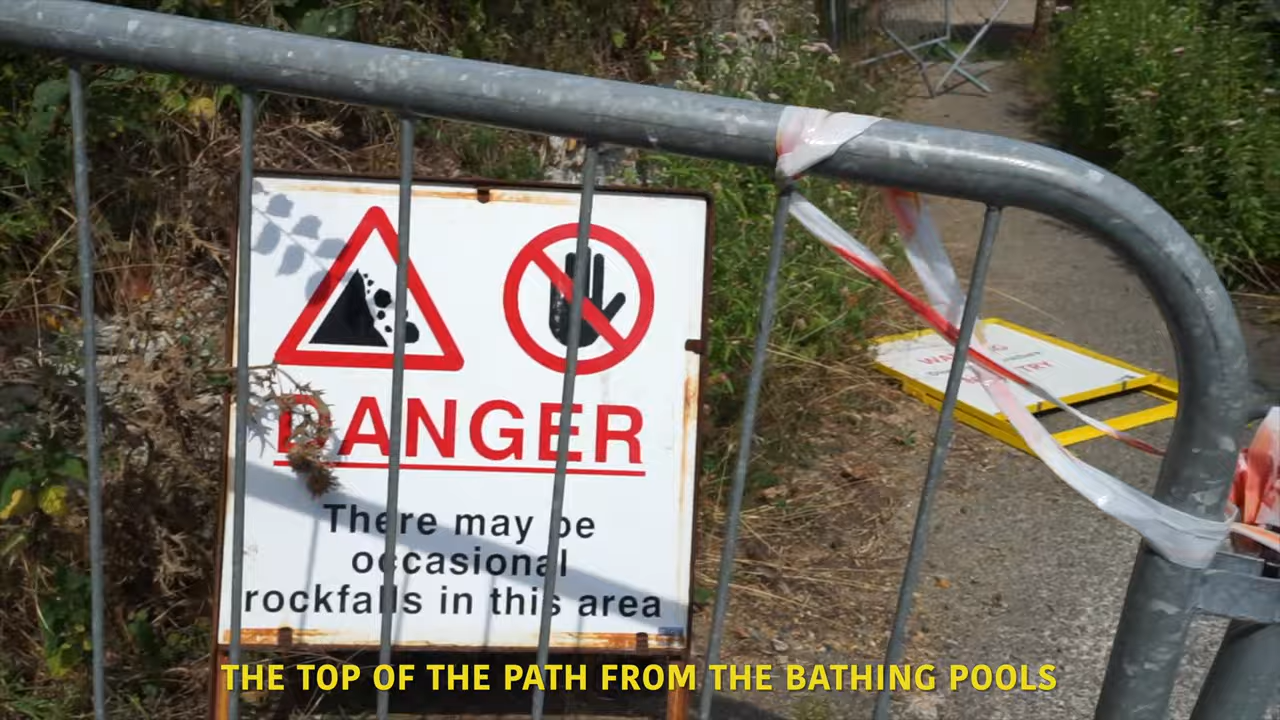 DANGER
There may be
occasional
rockfalls in this area
THE TOP OF THE PATH FROM THE BATHING POOLS